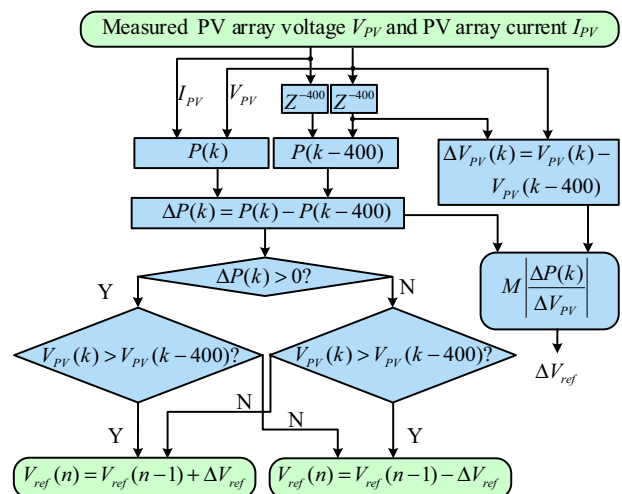 Measured PV array voltage V_PV and PV array current I_PV
I_PV
V_PV
Z^-400
Z^-400
P(k)
P(k-400)
ΔV_PV(k) = V_PV(k)-
V_PV(k-400)
ΔP(k) = P(k) - P(k-400)
M |ΔP(k)/ΔV_PV|
ΔV_ref
ΔP(k) > 0?
Y
N
V_PV(k) > V_PV(k-400)?
V_PV(k) > V_PV(k-400)?
N
N
Y
Y
V_ref(n) = V_ref(n-1) + ΔV_ref
V_ref(n) = V_ref(n-1) - ΔV_ref